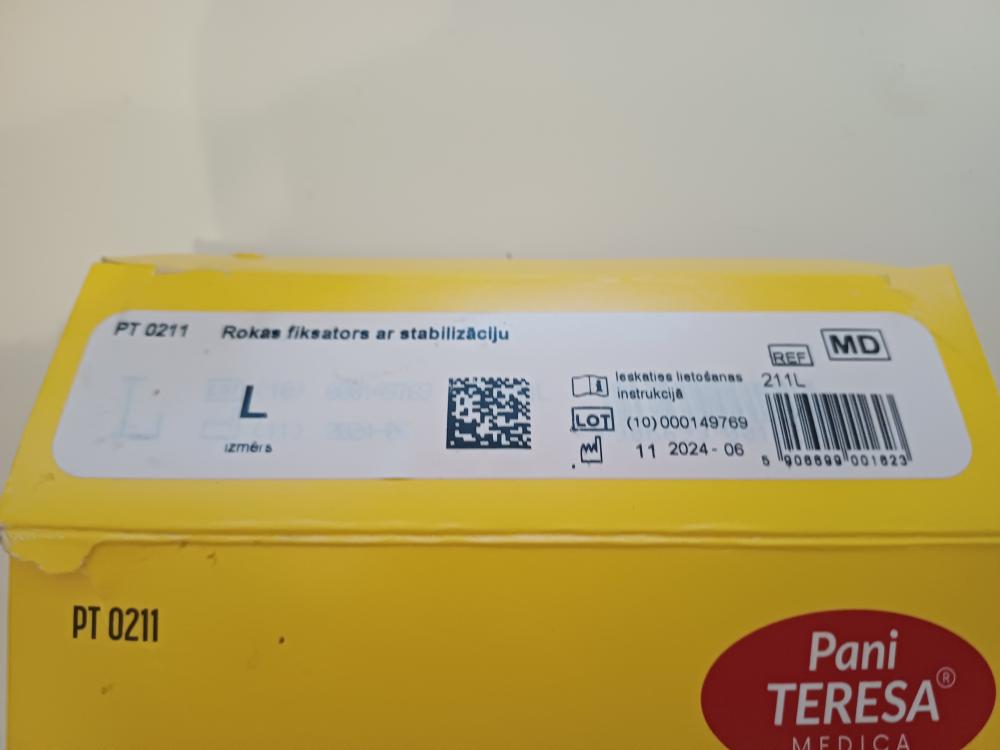 PT 0211 Rokas fiksators ar stabilizāciju
MD
REF
211L
L
izmērs
Ieskaties lietošanas
instrukcijā
LOT (10)000149769
11 2024-06
5 906699 001623
PT 0211
Pani
TERESA®
MEDICA